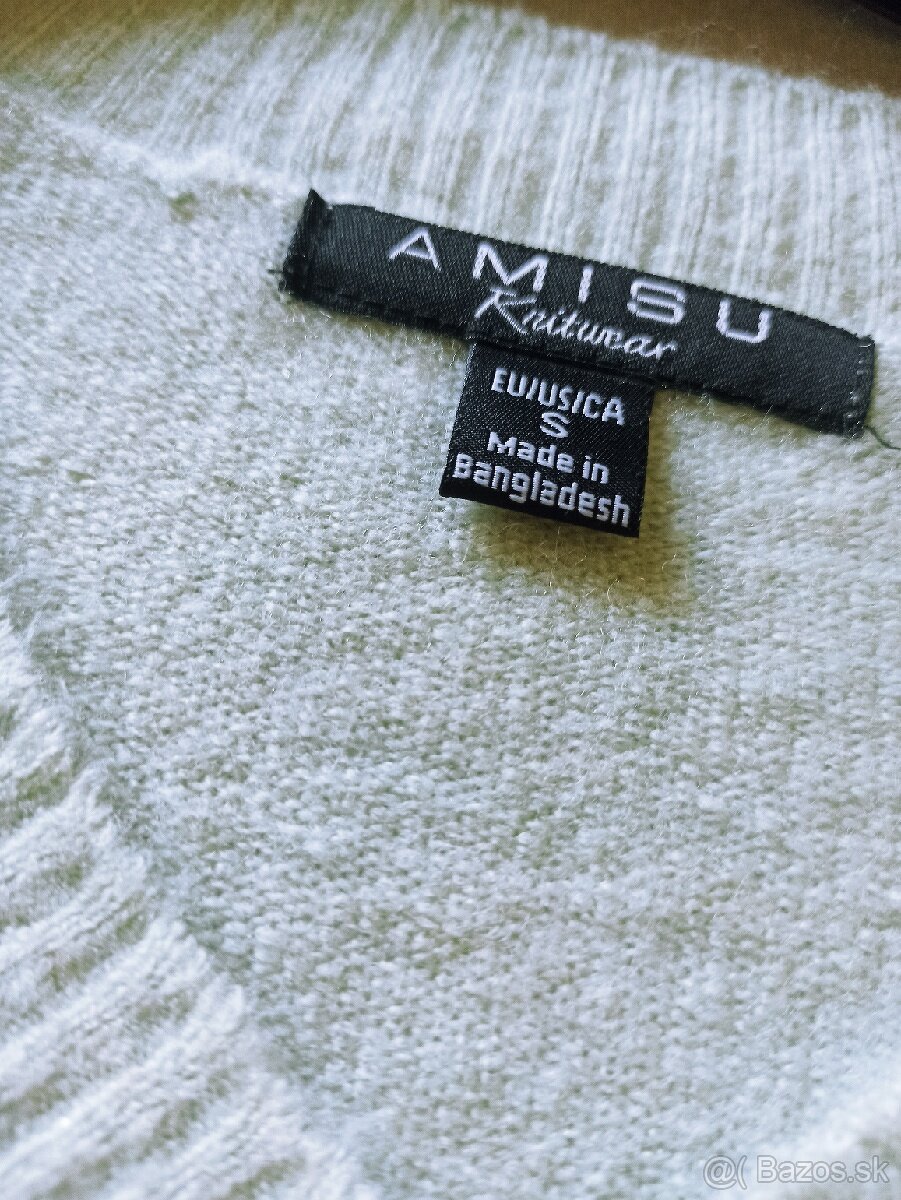 AMISU
Knitwear
EU/US/CA
S
Made in
Bangladesh
@( Bazos.sk